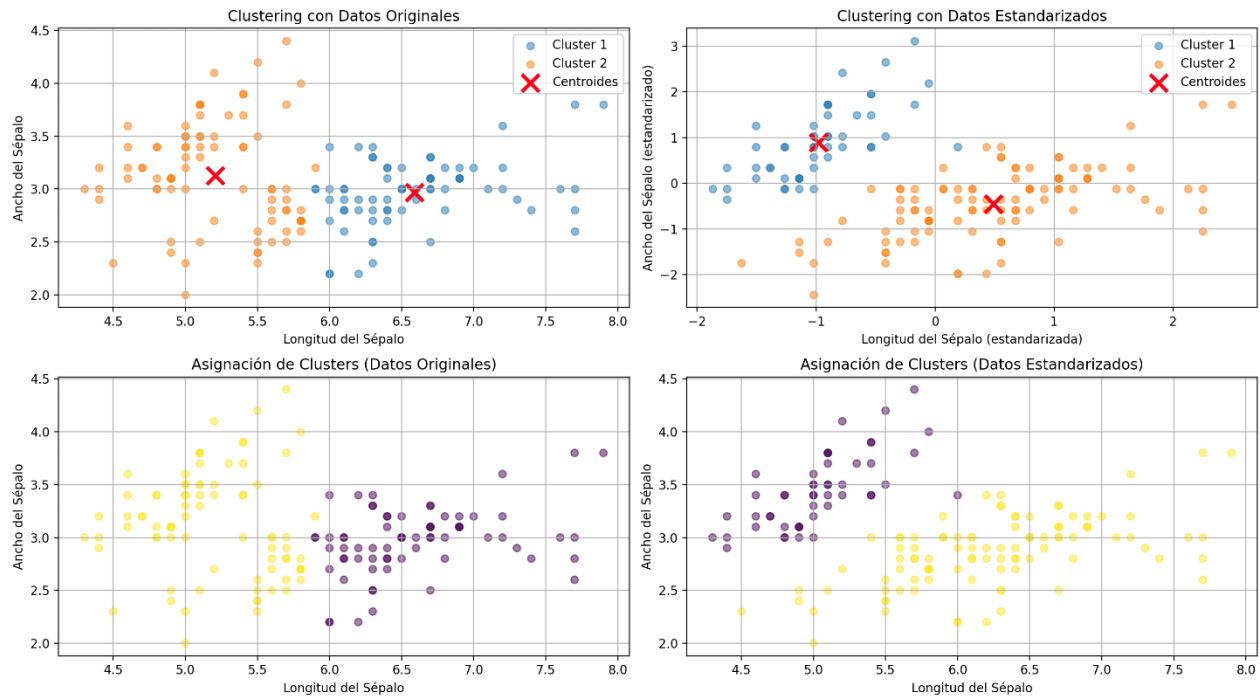 Clustering con Datos Originales
Ancho del Sépalo
4.5
4.0
3.5
3.0
2.5
2.0
Cluster 1
Cluster 2
Centroides
4.5 5.0 5.5 6.0 6.5 7.0 7.5 8.0
Longitud del Sépalo
Clustering con Datos Estandarizados
Ancho del Sépalo (estandarizado)
3
2
1
0
−1
−2
Cluster 1
Cluster 2
Centroides
−2 −1 0 1 2
Longitud del Sépalo (estandarizada)
Asignación de Clusters (Datos Originales)
Ancho del Sépalo
4.5
4.0
3.5
3.0
2.5
2.0
4.5 5.0 5.5 6.0 6.5 7.0 7.5 8.0
Longitud del Sépalo
Asignación de Clusters (Datos Estandarizados)
Ancho del Sépalo
4.5
4.0
3.5
3.0
2.5
2.0
4.5 5.0 5.5 6.0 6.5 7.0 7.5 8.0
Longitud del Sépalo